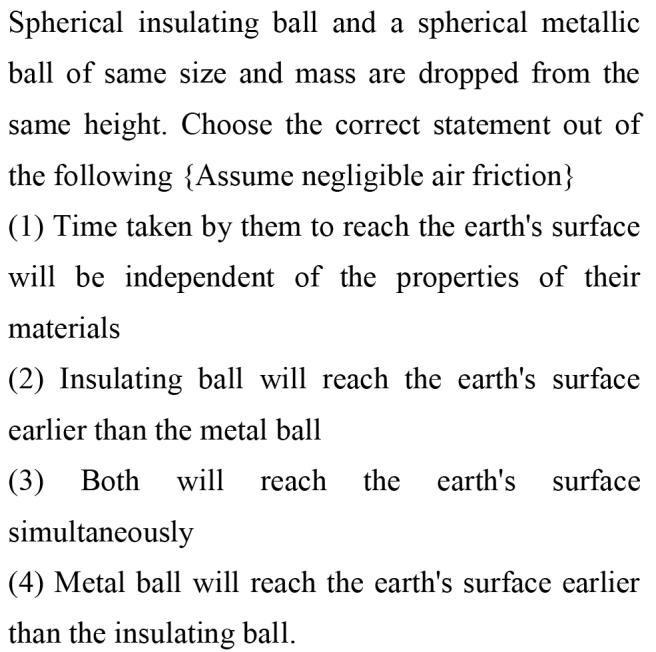 Spherical insulating ball and a spherical metallic
ball of same size and mass are dropped from the
same height. Choose the correct statement out of
the following {Assume negligible air friction}
(1) Time taken by them to reach the earth's surface
will be independent of the properties of their
materials
(2) Insulating ball will reach the earth's surface
earlier than the metal ball
(3) Both will reach the earth's surface
simultaneously
(4) Metal ball will reach the earth's surface earlier
than the insulating ball.